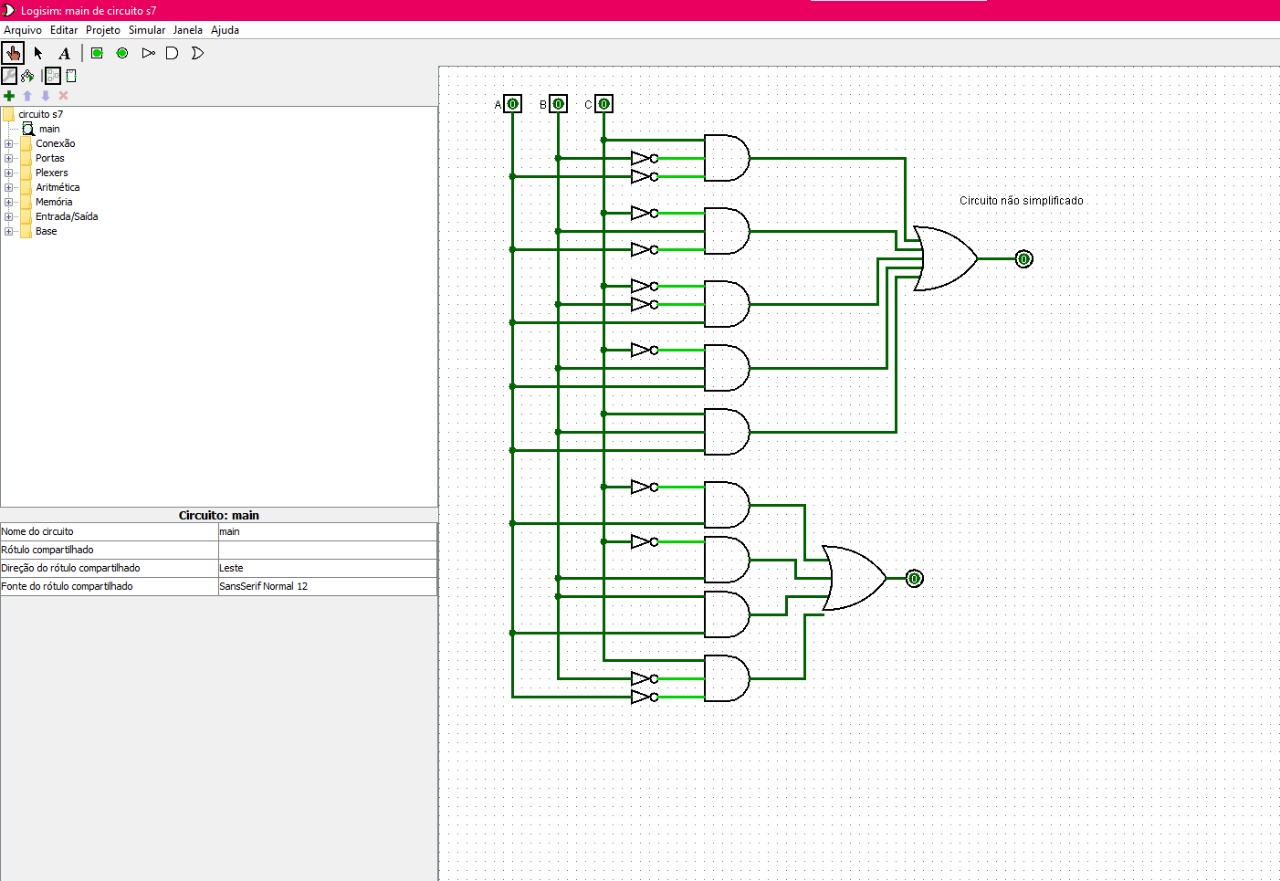 Logisim: main de circuito s7
Arquivo Editar Projeto Simular Janela Ajuda
A
circuito s7
main
Conexão
Portas
Plexers
Aritmética
Memória
Entrada/Saída
Base
Circuito: main
Nome do circuito main
Rótulo compartilhado
Direção do rótulo compartilhado Leste
Fonte do rótulo compartilhado SansSerif Normal 12
A 0 B 0 C 0
Circuito não simplificado
0
0